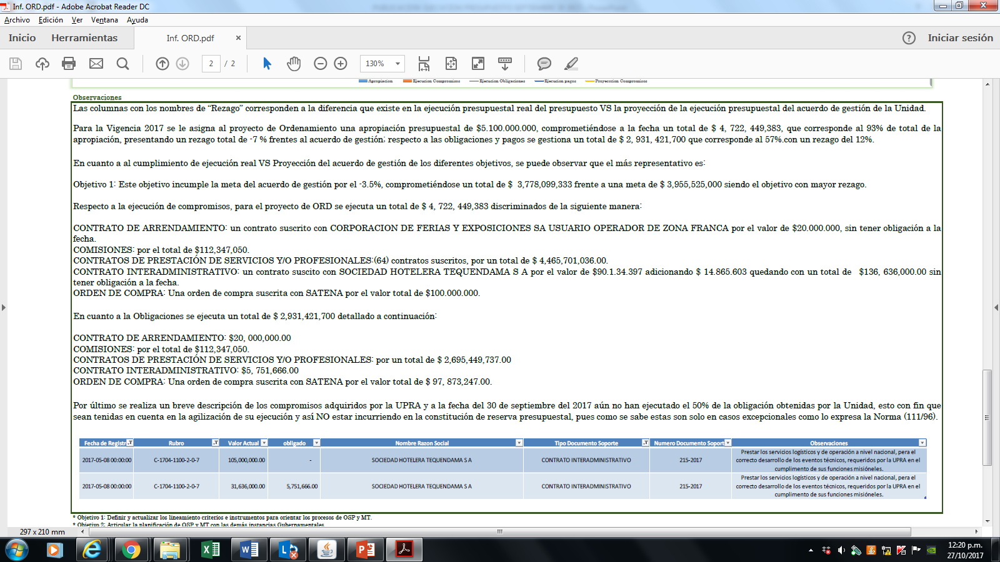 Inf. ORD.pdf - Adobe Acrobat Reader DC
Archivo Edición Ver Ventana Ayuda
Inicio Herramientas Inf. ORD.pdf × ? Iniciar sesión
2 / 2 130%
Apropiacion Ejecucion Compromisos Ejecucion Obligaciones Ejecucion pagos Proyeccion Compromisos
Observaciones
Las columnas con los nombres de “Rezago” corresponden a la diferencia que existe en la ejecución presupuestal real del presupuesto VS la proyección de la ejecución presupuestal del acuerdo de gestión de la Unidad.
Para la Vigencia 2017 se le asigna al proyecto de Ordenamiento una apropiación presupuestal de $5.100.000.000, comprometiéndose a la fecha un total de $ 4, 722, 449,383, que corresponde al 93% de total de la
apropiación, presentando un rezago total de -7 % frentes al acuerdo de gestión; respecto a las obligaciones y pagos se gestiona un total de $ 2, 931, 421,700 que corresponde al 57%.con un rezago del 12%.
En cuanto a al cumplimiento de ejecución real VS Proyección del acuerdo de gestión de los diferentes objetivos, se puede observar que el más representativo es:
Objetivo 1: Este objetivo incumple la meta del acuerdo de gestión por el -3.5%, comprometiéndose un total de $ 3,778,099,333 frente a una meta de $ 3,955,525,000 siendo el objetivo con mayor rezago.
Respecto a la ejecución de compromisos, para el proyecto de ORD se ejecuta un total de $ 4, 722, 449,383 discriminados de la siguiente manera:
CONTRATO DE ARRENDAMIENTO: un contrato suscrito con CORPORACION DE FERIAS Y EXPOSICIONES SA USUARIO OPERADOR DE ZONA FRANCA por el valor de $20.000.000, sin tener obligación a la
fecha.
COMISIONES: por el total de $112,347,050.
CONTRATOS DE PRESTACIÓN DE SERVICIOS Y/O PROFESIONALES:(64) contratos suscritos, por un total de $ 4,465,701,036.00.
CONTRATO INTERADMINISTRATIVO: un contrato suscito con SOCIEDAD HOTELERA TEQUENDAMA S A por el valor de $90.1.34.397 adicionando $ 14.865.603 quedando con un total de $136, 636,000.00 sin
tener obligación a la fecha.
ORDEN DE COMPRA: Una orden de compra suscrita con SATENA por el valor total de $100.000.000.
En cuanto a la Obligaciones se ejecuta un total de $ 2,931,421,700 detallado a continuación:
CONTRATO DE ARRENDAMIENTO: $20, 000,000.00
COMISIONES: por el total de $112,347,050.
CONTRATOS DE PRESTACIÓN DE SERVICIOS Y/O PROFESIONALES: por un total de $ 2,695,449,737.00
CONTRATO INTERADMINISTRATIVO: $5, 751,666.00
ORDEN DE COMPRA: Una orden de compra suscrita con SATENA por el valor total de $ 97, 873,247.00.
Por último se realiza un breve descripción de los compromisos adquiridos por la UPRA y a la fecha del 30 de septiembre del 2017 aún no han ejecutado el 50% de la obligación obtenidas por la Unidad, esto con fin que
sean tenidas en cuenta en la agilización de su ejecución y así NO estar incurriendo en la constitución de reserva presupuestal, pues como se sabe estas son solo en casos excepcionales como lo expresa la Norma (111/96).
Fecha de Registr Rubro Valor Actual obligado Nombre Razon Social Tipo Documento Soporte Numero Documento Soport Observaciones
Prestar los servicios logísticos y de operación a nivel nacional, pera el
2017-05-08 00:00:00 C-1704-1100-2-0-7 105,000,000.00 - SOCIEDAD HOTELERA TEQUENDAMA S A CONTRATO INTERADMINISTRATIVO 215-2017 correcto desarrollo de los eventos técnicos, requeridos por la UPRA en el
cumplimento de sus funciones misióneles.
Prestar los servicios logísticos y de operación a nivel nacional, pera el
2017-05-08 00:00:00 C-1704-1100-2-0-7 31,636,000.00 5,751,666.00 SOCIEDAD HOTELERA TEQUENDAMA S A CONTRATO INTERADMINISTRATIVO 215-2017 correcto desarrollo de los eventos técnicos, requeridos por la UPRA en el
cumplimento de sus funciones misióneles.
* Objetivo 1: Definir y actualizar los lineamiento criterios e instrumentos para orientar los procesos de OSP y MT.
* Objetivo 2: Articular la planificación de OSP y MT con las demás instancias Gubernamentales
297 x 210 mm
12:20 p.m.
27/10/2017